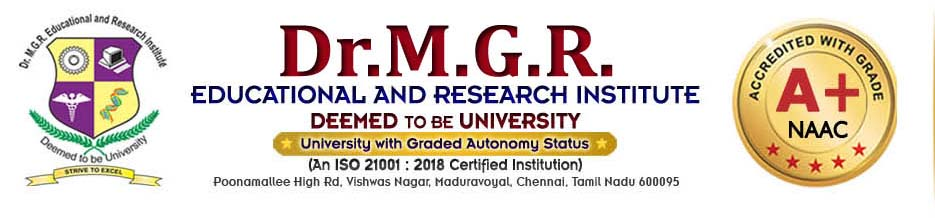 Dr. M.G.R. Educational and Research Institute
Deemed to be University
STRIVE TO EXCEL
Dr.M.G.R.
EDUCATIONAL AND RESEARCH INSTITUTE
DEEMED TO BE UNIVERSITY
University with Graded Autonomy Status
(An ISO 21001 : 2018 Certified Institution)
Poonamallee High Rd, Vishwas Nagar, Maduravoyal, Chennai, Tamil Nadu 600095
ACCREDITED WITH GRADE
A+
NAAC